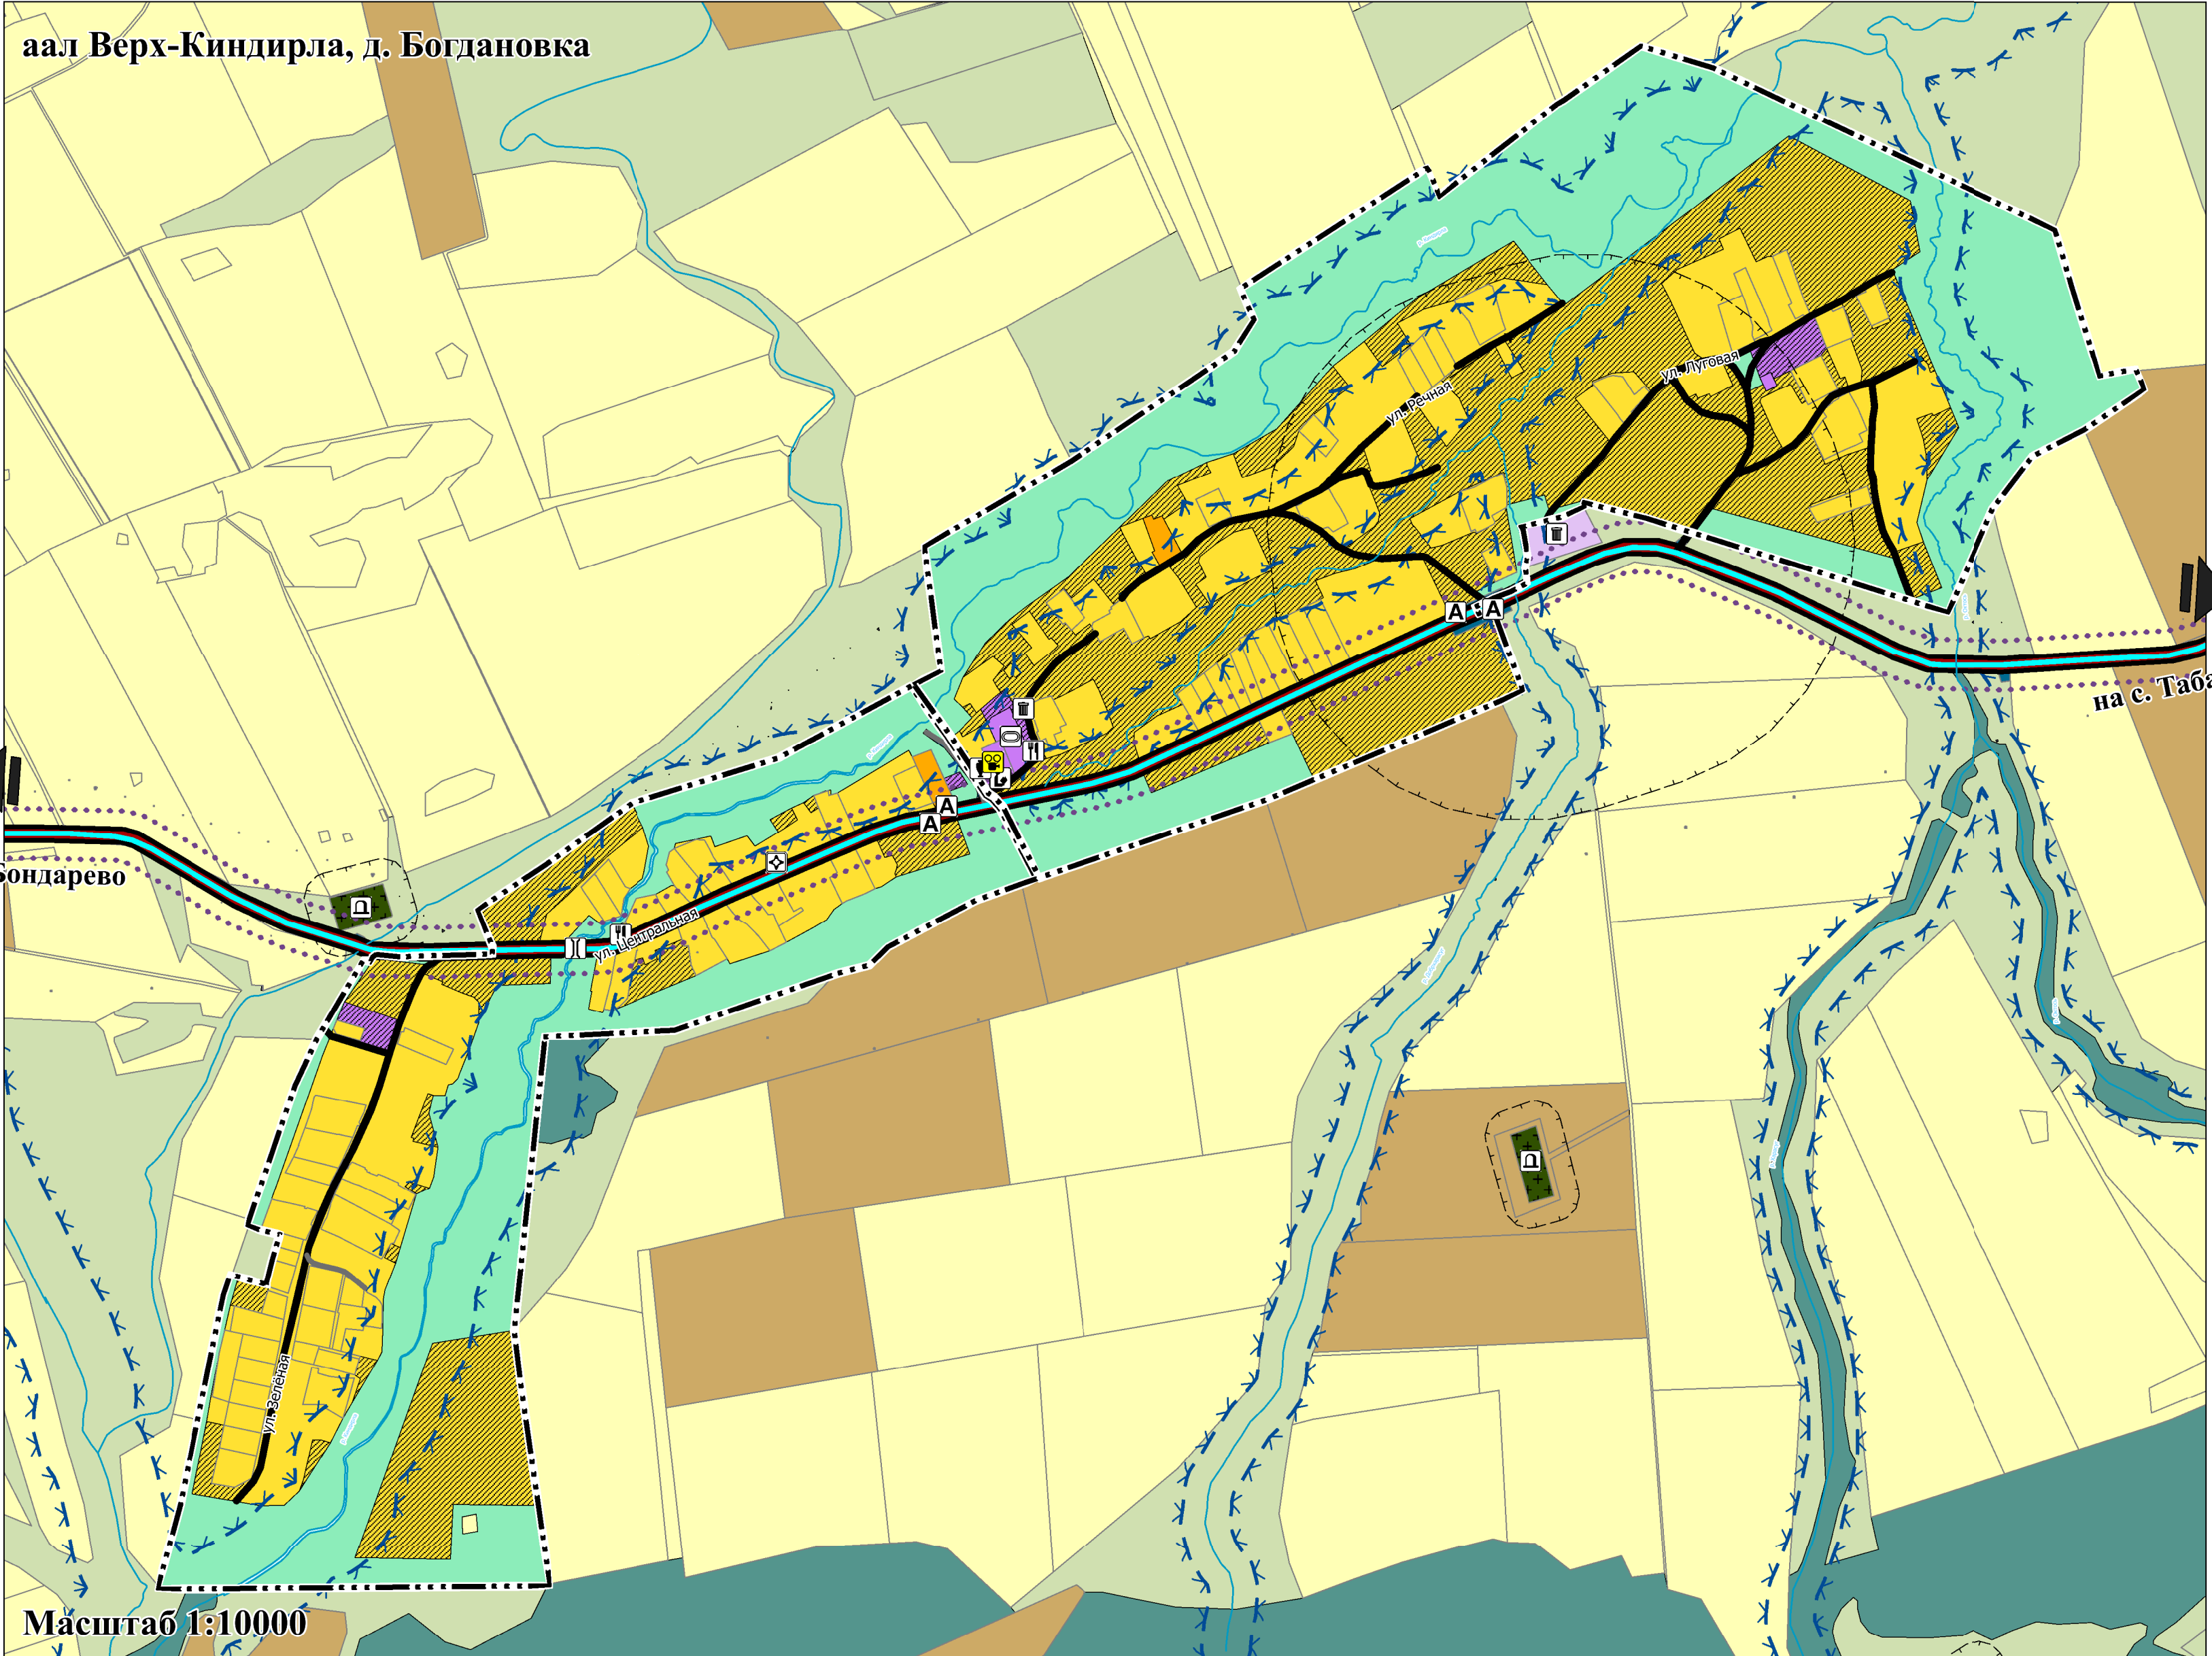 аал Верх-Киндирла, д. Богдановка
ул. Луговая
ул. Речная
А
А
на с. Таба
А
А
Бондарево
ул. Центральная
ул. Зелёная
Масштаб 1:10000